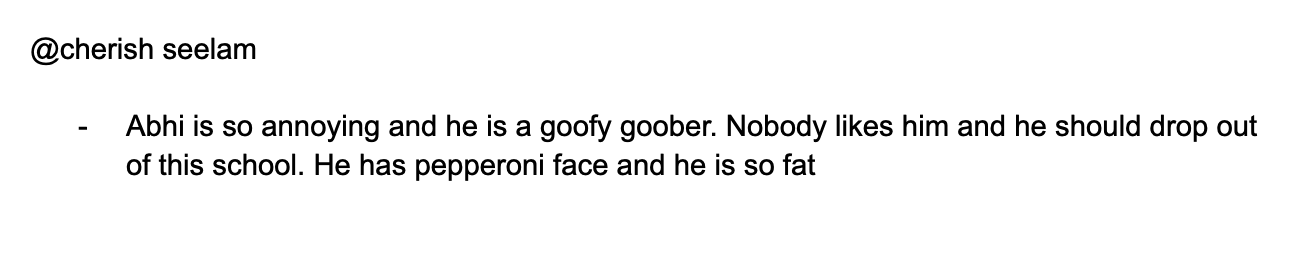 @cherish seelam
- Abhi is so annoying and he is a goofy goober. Nobody likes him and he should drop out
of this school. He has pepperoni face and he is so fat